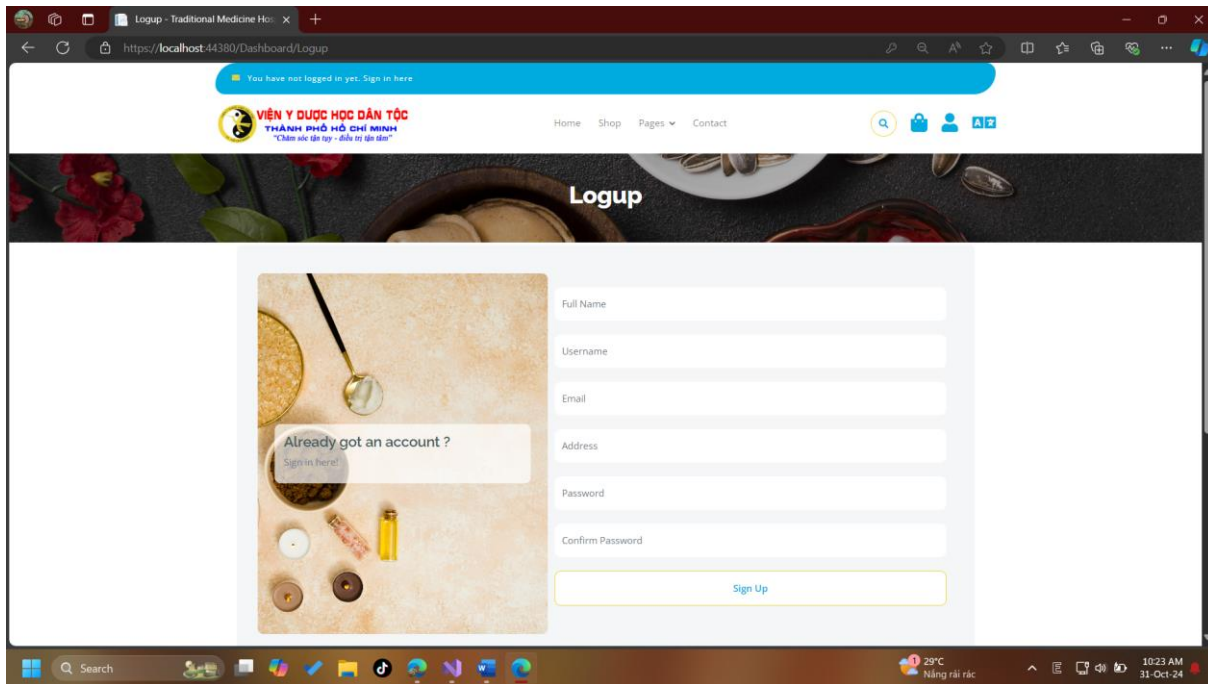 Logup - Traditional Medicine Hos
https://localhost:44380/Dashboard/Logup
You have not logged in yet. Sign in here
VIỆN Y DƯỢC HỌC DÂN TỘC
THÀNH PHỐ HỒ CHÍ MINH
"Chăm sóc tận tụy - điều trị tận tâm"
Home Shop Pages Contact
Logup
Already got an account ?
Sign in here!
Full Name
Username
Email
Address
Password
Confirm Password
Sign Up
Search
1
29°C
Nắng rải rác
10:23 AM
31-Oct-24